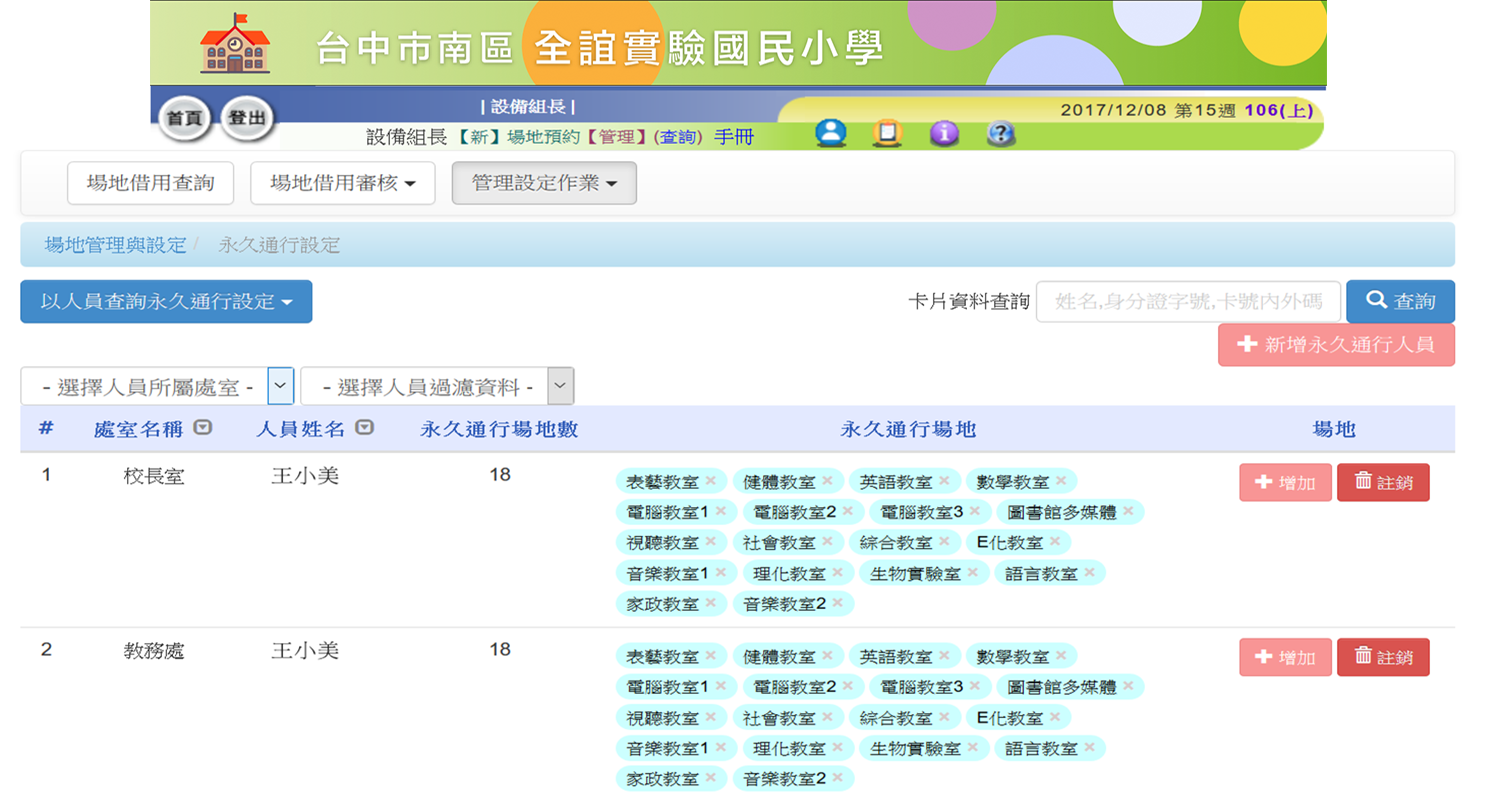 台中市南區 全誼實驗國民小學
首頁 登出 | 設備組長 | 2017/12/08 第15週 106(上)
設備組長【新】場地預約【管理】(查詢) 手冊
場地借用查詢 場地借用審核 管理設定作業
場地管理與設定 / 永久通行設定
以人員查詢永久通行設定 卡片資料查詢 姓名,身分證字號,卡號內外碼 查詢
新增永久通行人員
- 選擇人員所屬處室 - - 選擇人員過濾資料 -
# 處室名稱 人員姓名 永久通行場地數 永久通行場地 場地
1 校長室 王小美 18 表藝教室 × 健體教室 × 英語教室 × 數學教室 × 增加 註銷
電腦教室1 × 電腦教室2 × 電腦教室3 × 圖書館多媒體 ×
視聽教室 × 社會教室 × 綜合教室 × E化教室 ×
音樂教室1 × 理化教室 × 生物實驗室 × 語言教室 ×
家政教室 × 音樂教室2 ×
2 教務處 王小美 18 表藝教室 × 健體教室 × 英語教室 × 數學教室 × 增加 註銷
電腦教室1 × 電腦教室2 × 電腦教室3 × 圖書館多媒體 ×
視聽教室 × 社會教室 × 綜合教室 × E化教室 ×
音樂教室1 × 理化教室 × 生物實驗室 × 語言教室 ×
家政教室 × 音樂教室2 ×